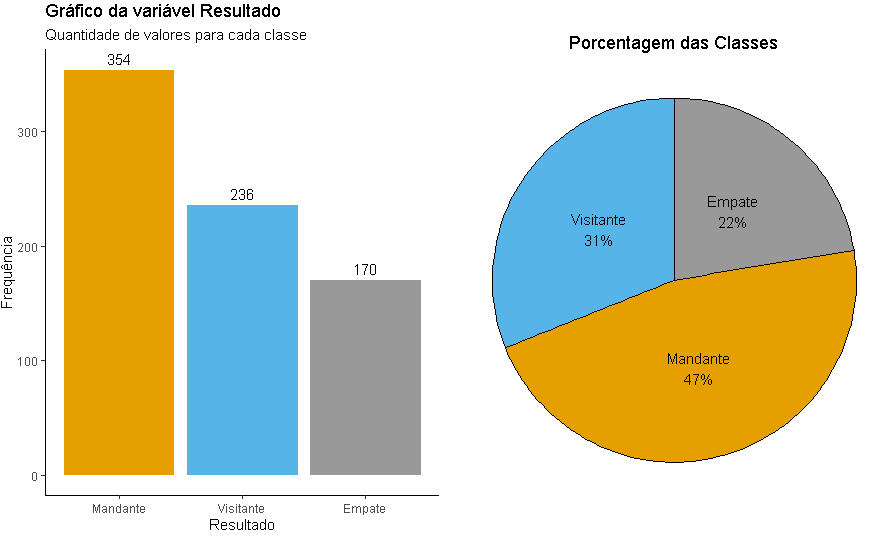 Gráfico da variável Resultado
Quantidade de valores para cada classe
354
236
170
300
200
100
0
Frequência
Mandante
Visitante
Empate
Resultado
Porcentagem das Classes
Visitante
31%
Empate
22%
Mandante
47%